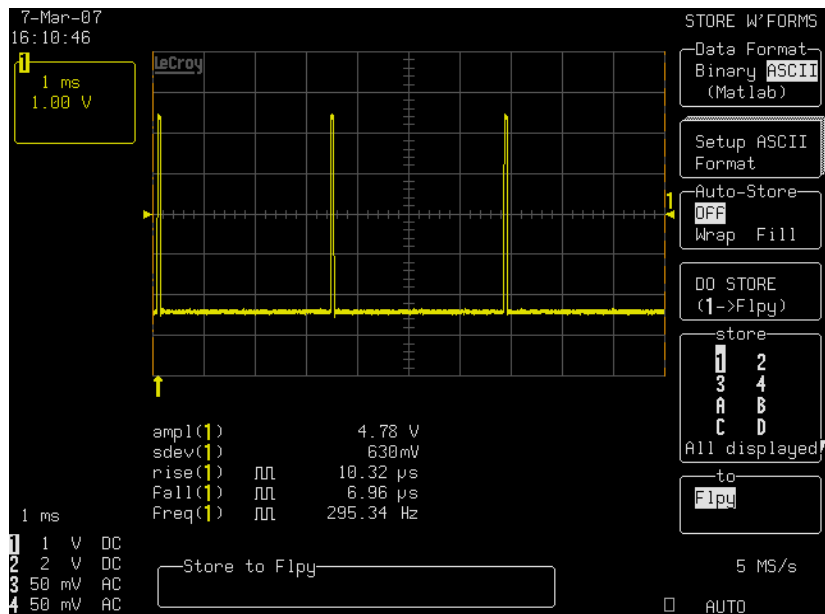 7-Mar-07
16:10:46
1
1 ms
1.00 V
LeCroy
1
STORE W'FORMS
Data Format
Binary ASCII
(Matlab)
Setup ASCII
Format
Auto-Store
Off
Wrap Fill
DO STORE
(1->Flpy)
store
1 2
3 4
A B
C D
All displayed
to
Flpy
ampl(1) 4.78 V
sdev(1) 630mV
rise(1) 10.32 µs
Fall(1) 6.96 µs
Freq(1) 295.34 Hz
1 ms
1 1 V DC
2 2 V DC
3 50 mV AC
4 50 mV AC
Store to Flpy
5 MS/s
AUTO